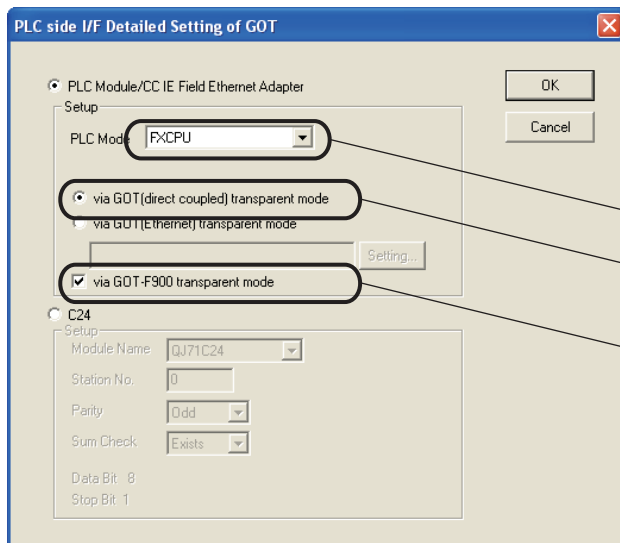 PLC side I/F Detailed Setting of GOT
PLC Module/CC IE Field Ethernet Adapter
OK
Setup
Cancel
PLC Mode FXCPU
via GOT(direct coupled) transparent mode
via GOT(Ethernet) transparent mode
Setting...
via GOT-F900 transparent mode
C24
Setup
Module Name QJ71C24
Station No. 0
Parity Odd
Sum Check Exists
Data Bit 8
Stop Bit 1